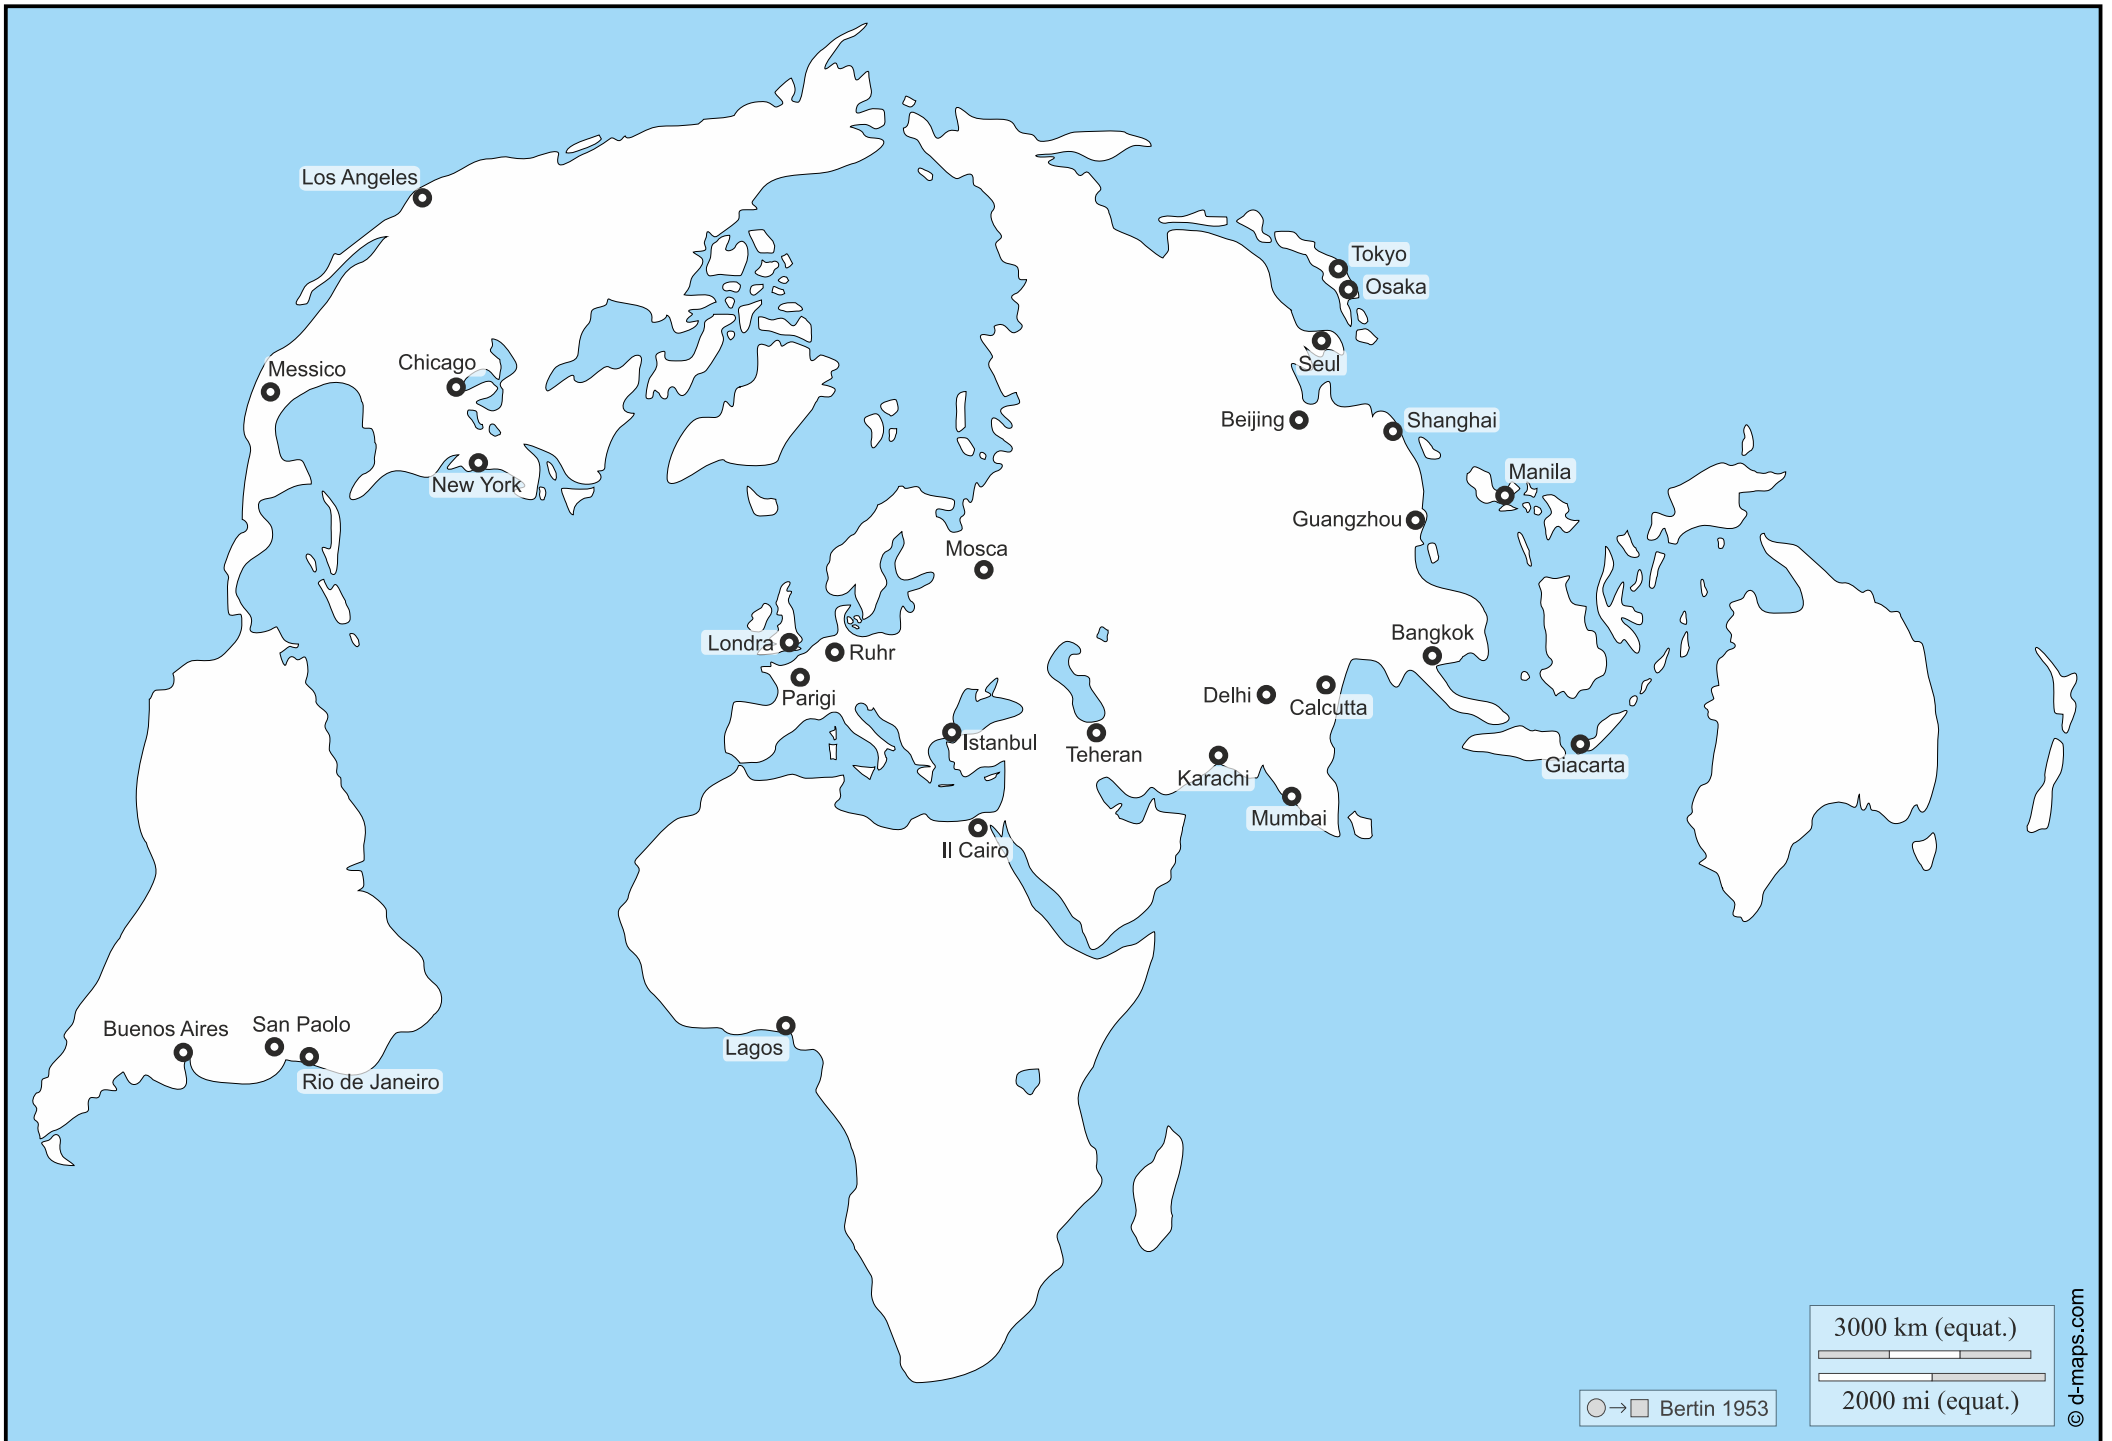 Los Angeles
Tokyo
Osaka
Seul
Messico
Chicago
Beijing
Shanghai
New York
Manila
Guangzhou
Mosca
Londra
Ruhr
Bangkok
Parigi
Delhi
Calcutta
Istanbul
Teheran
Karachi
Giacarta
Mumbai
Il Cairo
Buenos Aires
San Paolo
Lagos
Rio de Janeiro
3000 km (equat.)
2000 mi (equat.)
Bertin 1953
© d-maps.com